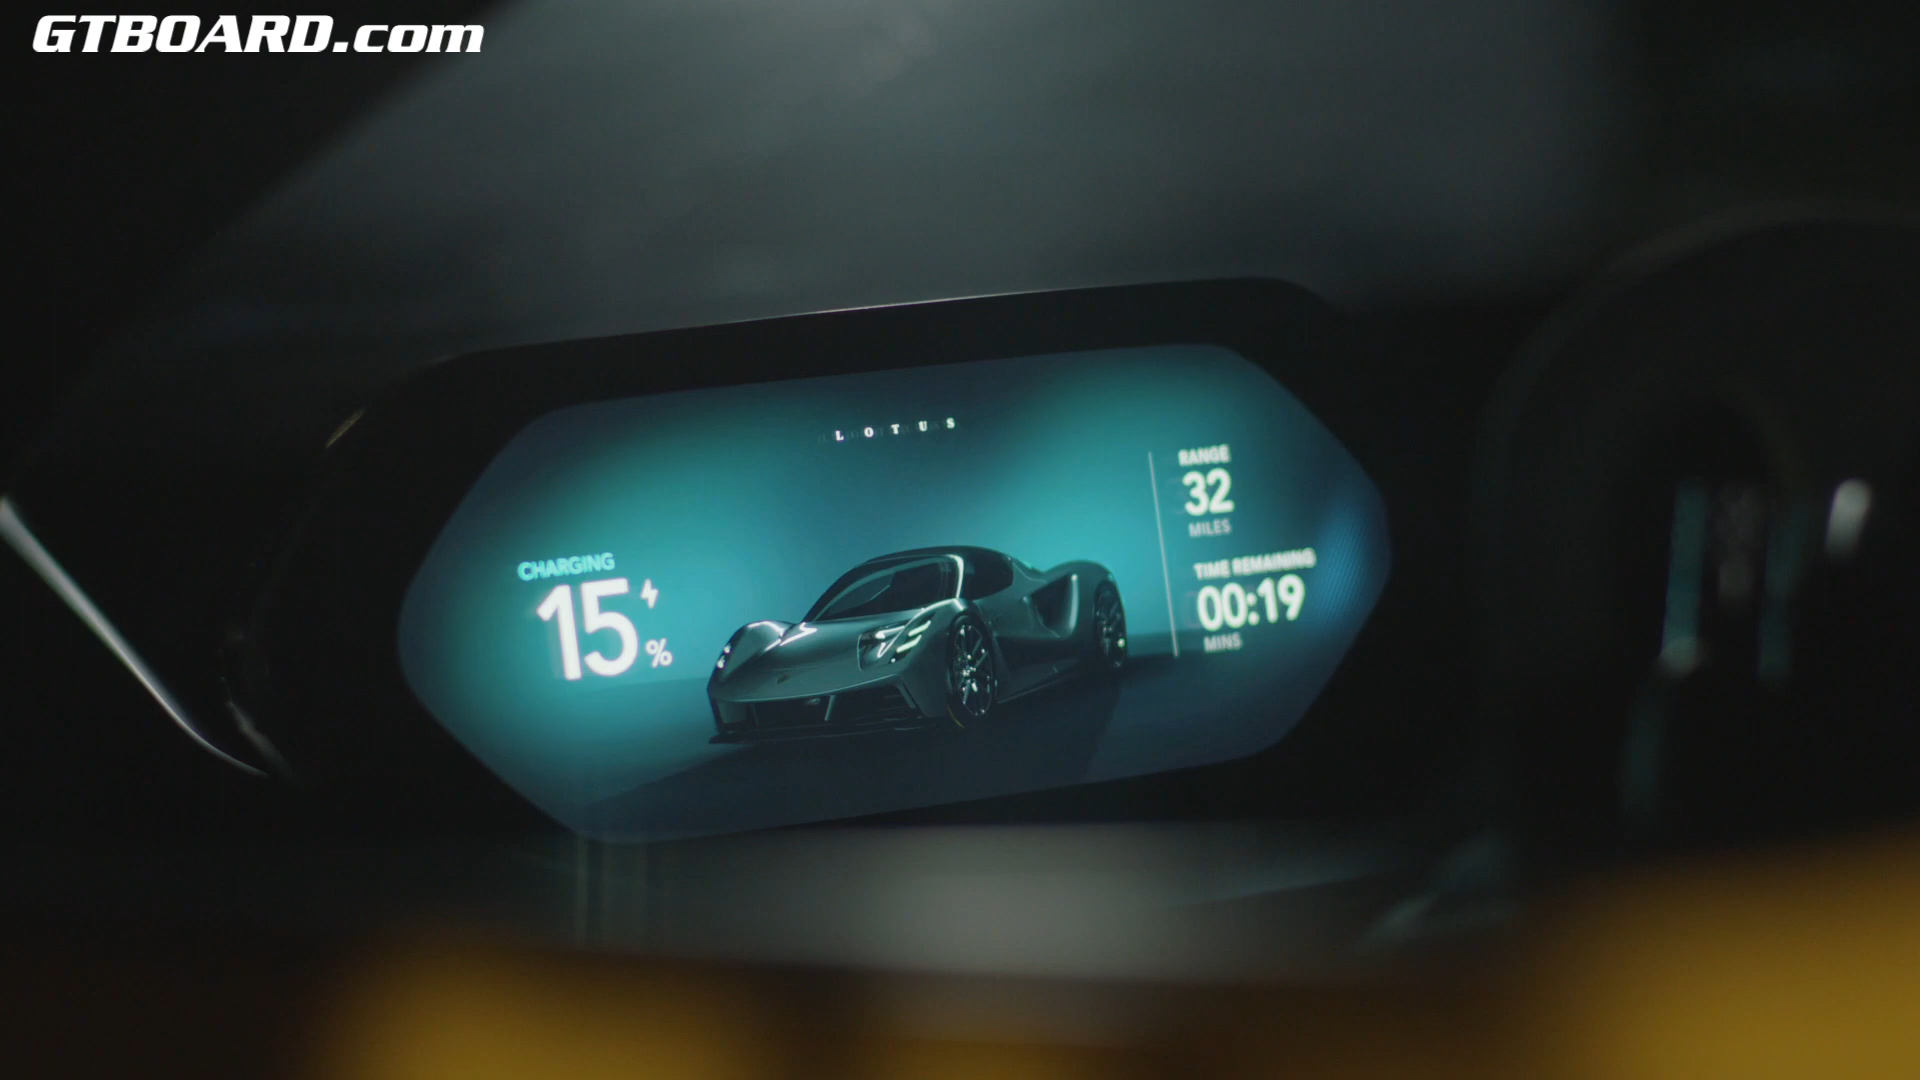 GTBOARD.com
LOTUS
CHARGING
15 %
RANGE
32
MILES
TIME REMAINING
00:19
MINS